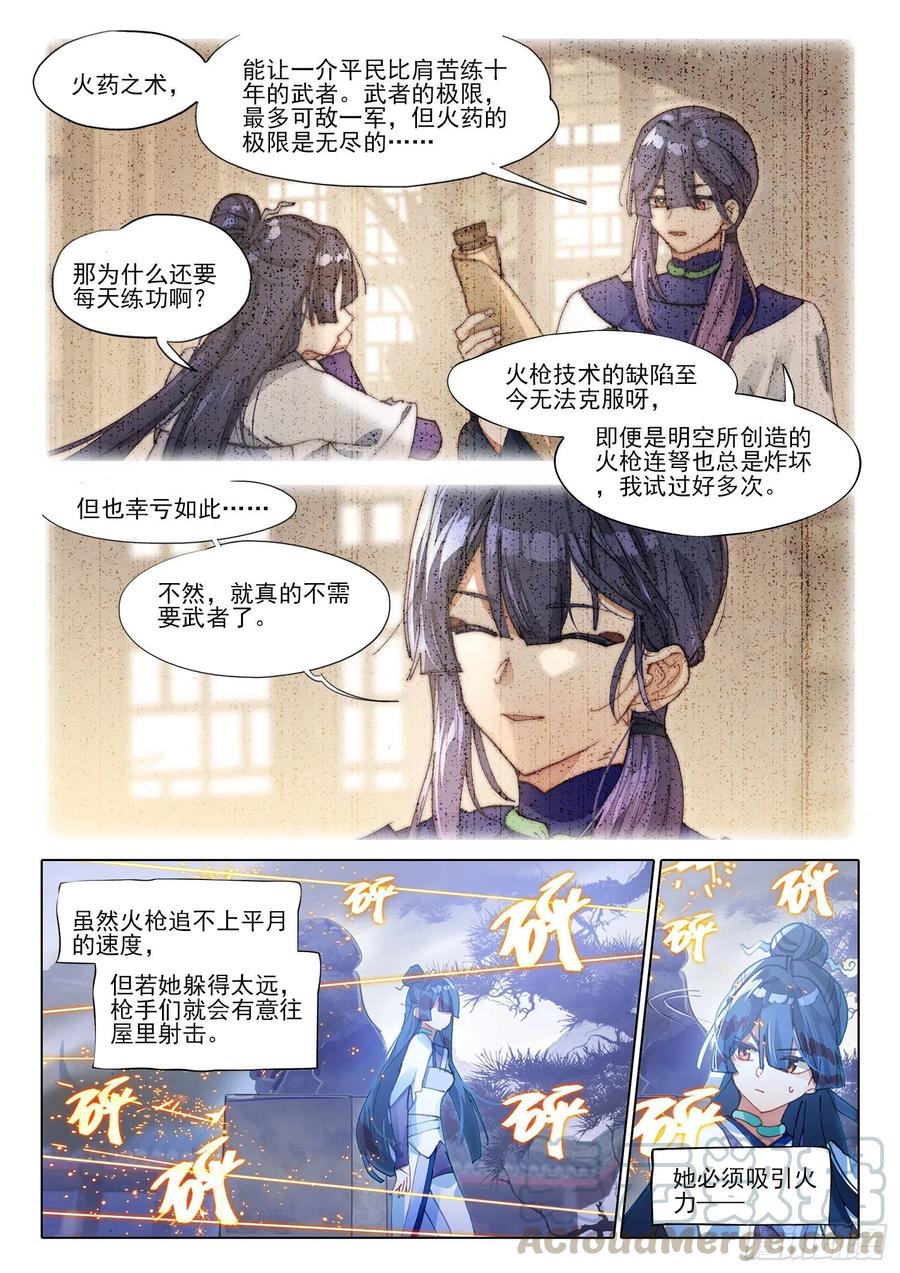 火药之术，
能让一介平民比肩苦练十
年的武者。武者的极限，
最多可敌一军，但火药的
极限是无尽的……
那为什么还要
每天练功啊？
火枪技术的缺陷至
今无法克服呀，
即便是明空所创造的
火枪连弩也总是炸坏
，我试过好多次。
但也幸亏如此……
不然，就真的不需
要武者了。
虽然火枪追不上平月
的速度，
但若她躲得太远，
枪手们就会有意往
屋里射击。
砰
砰
砰
砰
砰
砰
砰
砰
砰
她必须吸引火
力——
AcloudMerge.com